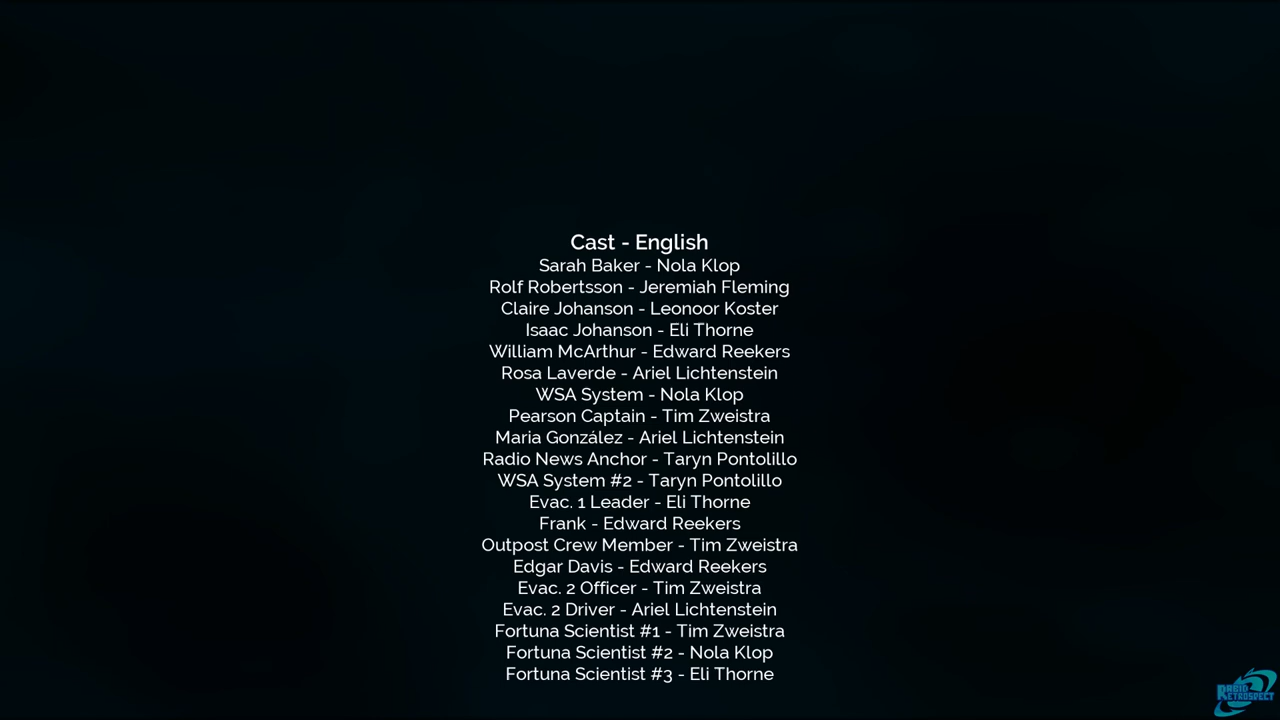 Cast - English
Sarah Baker - Nola Klop
Rolf Robertsson - Jeremiah Fleming
Claire Johanson - Leonoor Koster
Isaac Johanson - Eli Thorne
William McArthur - Edward Reekers
Rosa Laverde - Ariel Lichtenstein
WSA System - Nola Klop
Pearson Captain - Tim Zweistra
Maria González - Ariel Lichtenstein
Radio News Anchor - Taryn Pontolillo
WSA System #2 - Taryn Pontolillo
Evac. 1 Leader - Eli Thorne
Frank - Edward Reekers
Outpost Crew Member - Tim Zweistra
Edgar Davis - Edward Reekers
Evac. 2 Officer - Tim Zweistra
Evac. 2 Driver - Ariel Lichtenstein
Fortuna Scientist #1 - Tim Zweistra
Fortuna Scientist #2 - Nola Klop
Fortuna Scientist #3 - Eli Thorne
RABID
RETROSPECT